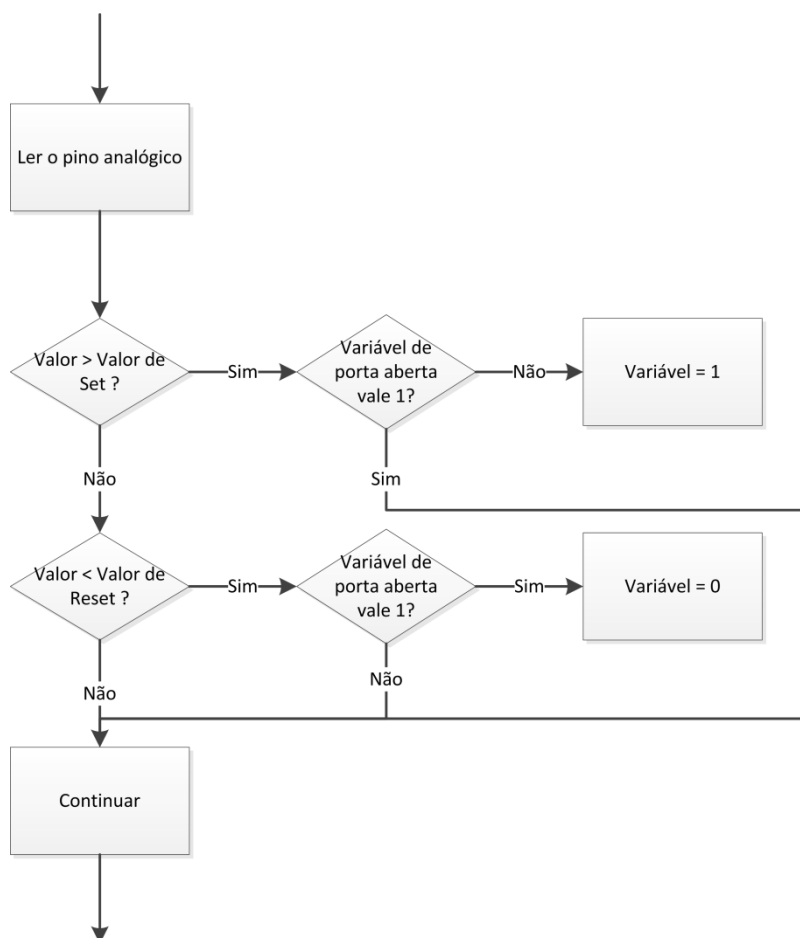 Ler o pino analógico
Valor > Valor de
Set ?
Sim
Variável de
porta aberta
vale 1?
Não
Variável = 1
Não
Sim
Valor < Valor de
Reset ?
Sim
Variável de
porta aberta
vale 1?
Sim
Variável = 0
Não
Não
Continuar